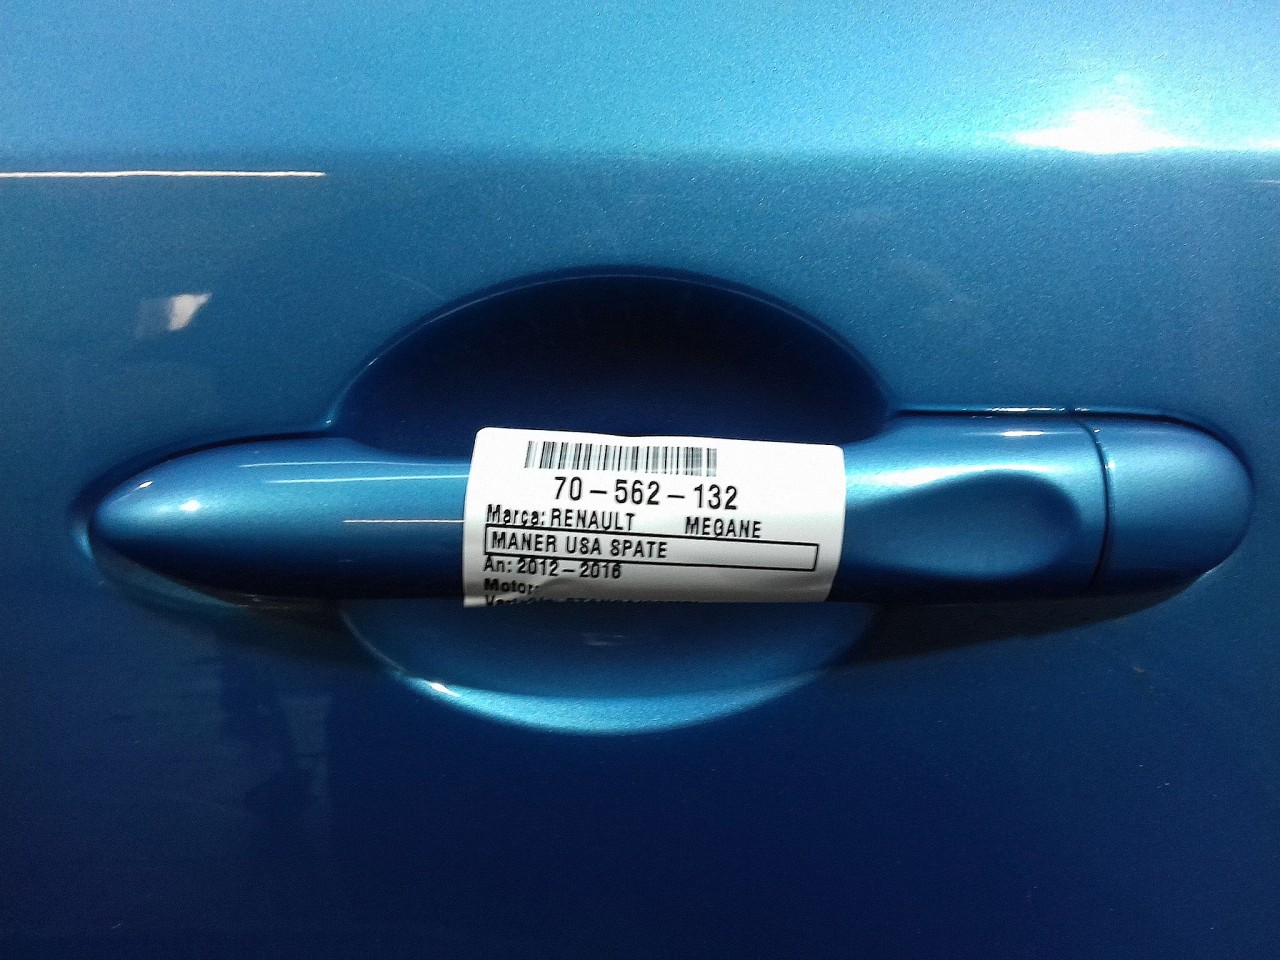 70-562-132
Marca: RENAULT MEGANE
MANER USA SPATE
An: 2012-2016
Motor: